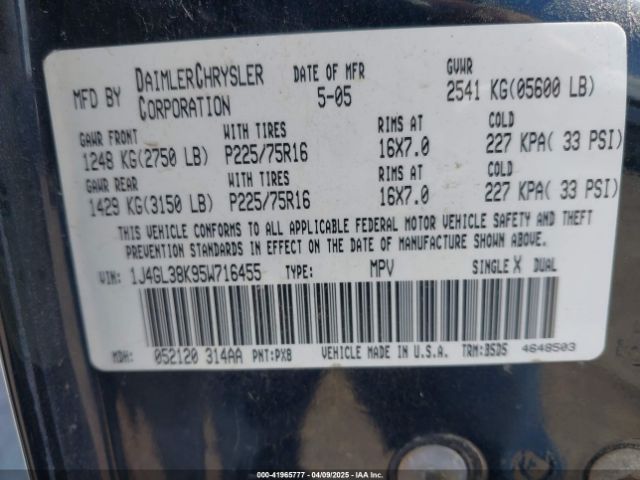 MFD BY DAIMLERCHRYSLER CORPORATION DATE OF MFR 5-05 GVWR 2541 KG(05600 LB)
GAWR FRONT WITH TIRES RIMS AT COLD
1248 KG(2750 LB) P225/75R16 16X7.0 227 KPA( 33 PSI)
GAWR REAR WITH TIRES RIMS AT COLD
1429 KG(3150 LB) P225/75R16 16X7.0 227 KPA( 33 PSI)
THIS VEHICLE CONFORMS TO ALL APPLICABLE FEDERAL MOTOR VEHICLE SAFETY AND THEFT
PREVENTION STANDARDS IN EFFECT ON THE DATE OF MANUFACTURE SHOWN ABOVE.
VIN: 1J4GL38K95W716455 TYPE: MPV SINGLE X DUAL
MDH: 052120 314AA PNT:PXB VEHICLE MADE IN U.S.A. TRM:BSD5 4648503
000-41965777 - 04/09/2025 - IAAI.COM